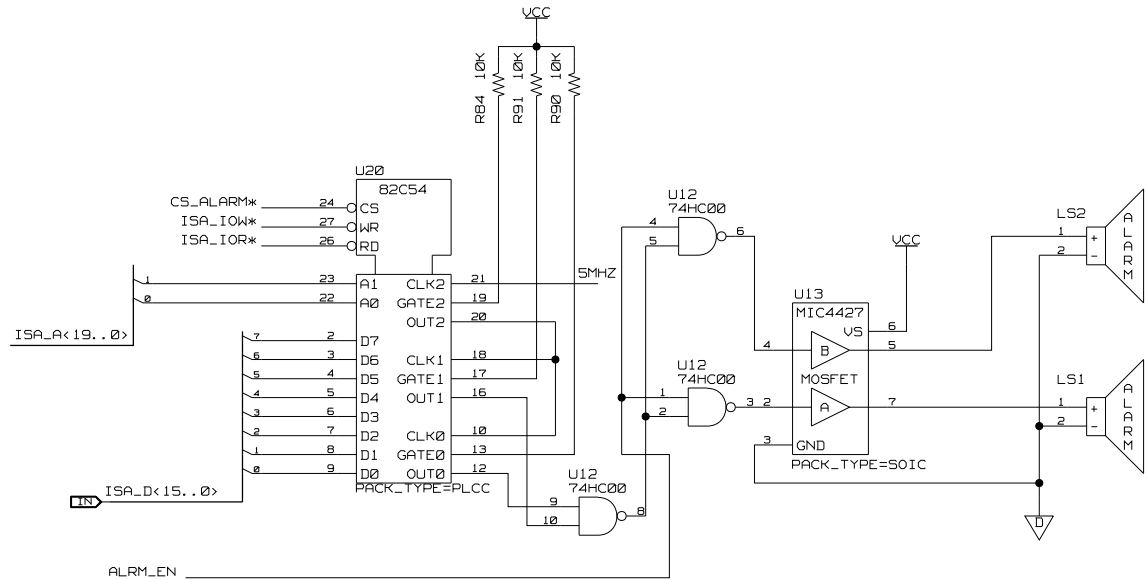 VCC
R84 10K
R91 10K
R90 10K
U20
82C54
CS_ALARM* 24 CS
ISA_IOW* 27 WR
ISA_IOR* 26 RD
1 23 A1 CLK2 21 5MHZ
0 22 A0 GATE2 19
OUT2 20
ISA_A<19..0>
7 2 D7
6 3 D6 CLK1 18
5 4 D5 GATE1 17
4 5 D4 OUT1 16
3 6 D3
2 7 D2 CLK0 10
1 8 D1 GATE0 13
0 9 D0 OUT0 12
PACK_TYPE=PLCC
IN ISA_D<15..0>
ALRM_EN
U12
74HC00
9
10
8
U12
74HC00
4
5
6
U12
74HC00
1
2
3
U13
MIC4427
VCC
VS 6
4 B 5
MOSFET
2 A 7
3 GND
PACK_TYPE=SOIC
LS2
1 +
2 -
ALARM
LS1
1 +
2 -
ALARM
D